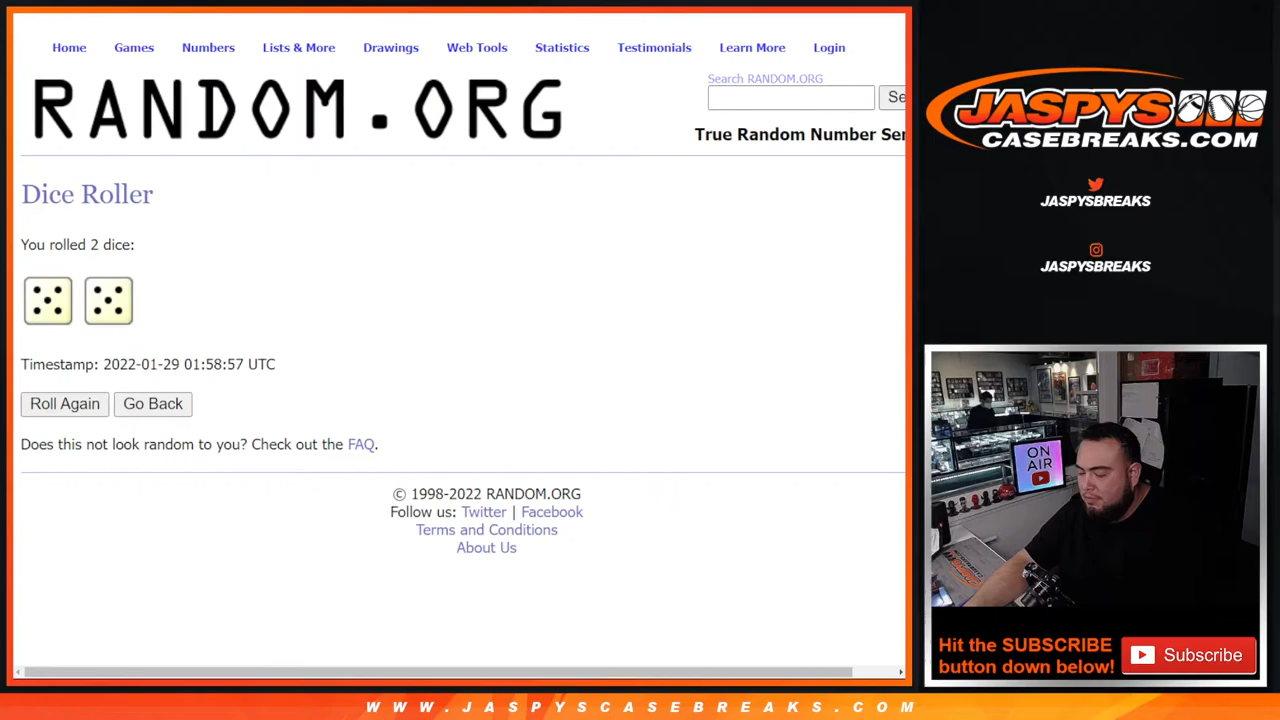 Home Games Numbers Lists & More Drawings Web Tools Statistics Testimonials Learn More Login
RANDOM.ORG
Search RANDOM.ORG
Se
True Random Number Ser
Dice Roller
You rolled 2 dice:
Timestamp: 2022-01-29 01:58:57 UTC
Roll Again Go Back
Does this not look random to you? Check out the FAQ.
© 1998-2022 RANDOM.ORG
Follow us: Twitter | Facebook
Terms and Conditions
About Us
JASPYS
CASEBREAKS.COM
JASPYSBREAKS
JASPYSBREAKS
ON
AIR
Hit the SUBSCRIBE
button down below!
Subscribe
WWW.JASPYSCASEBREAKS.COM